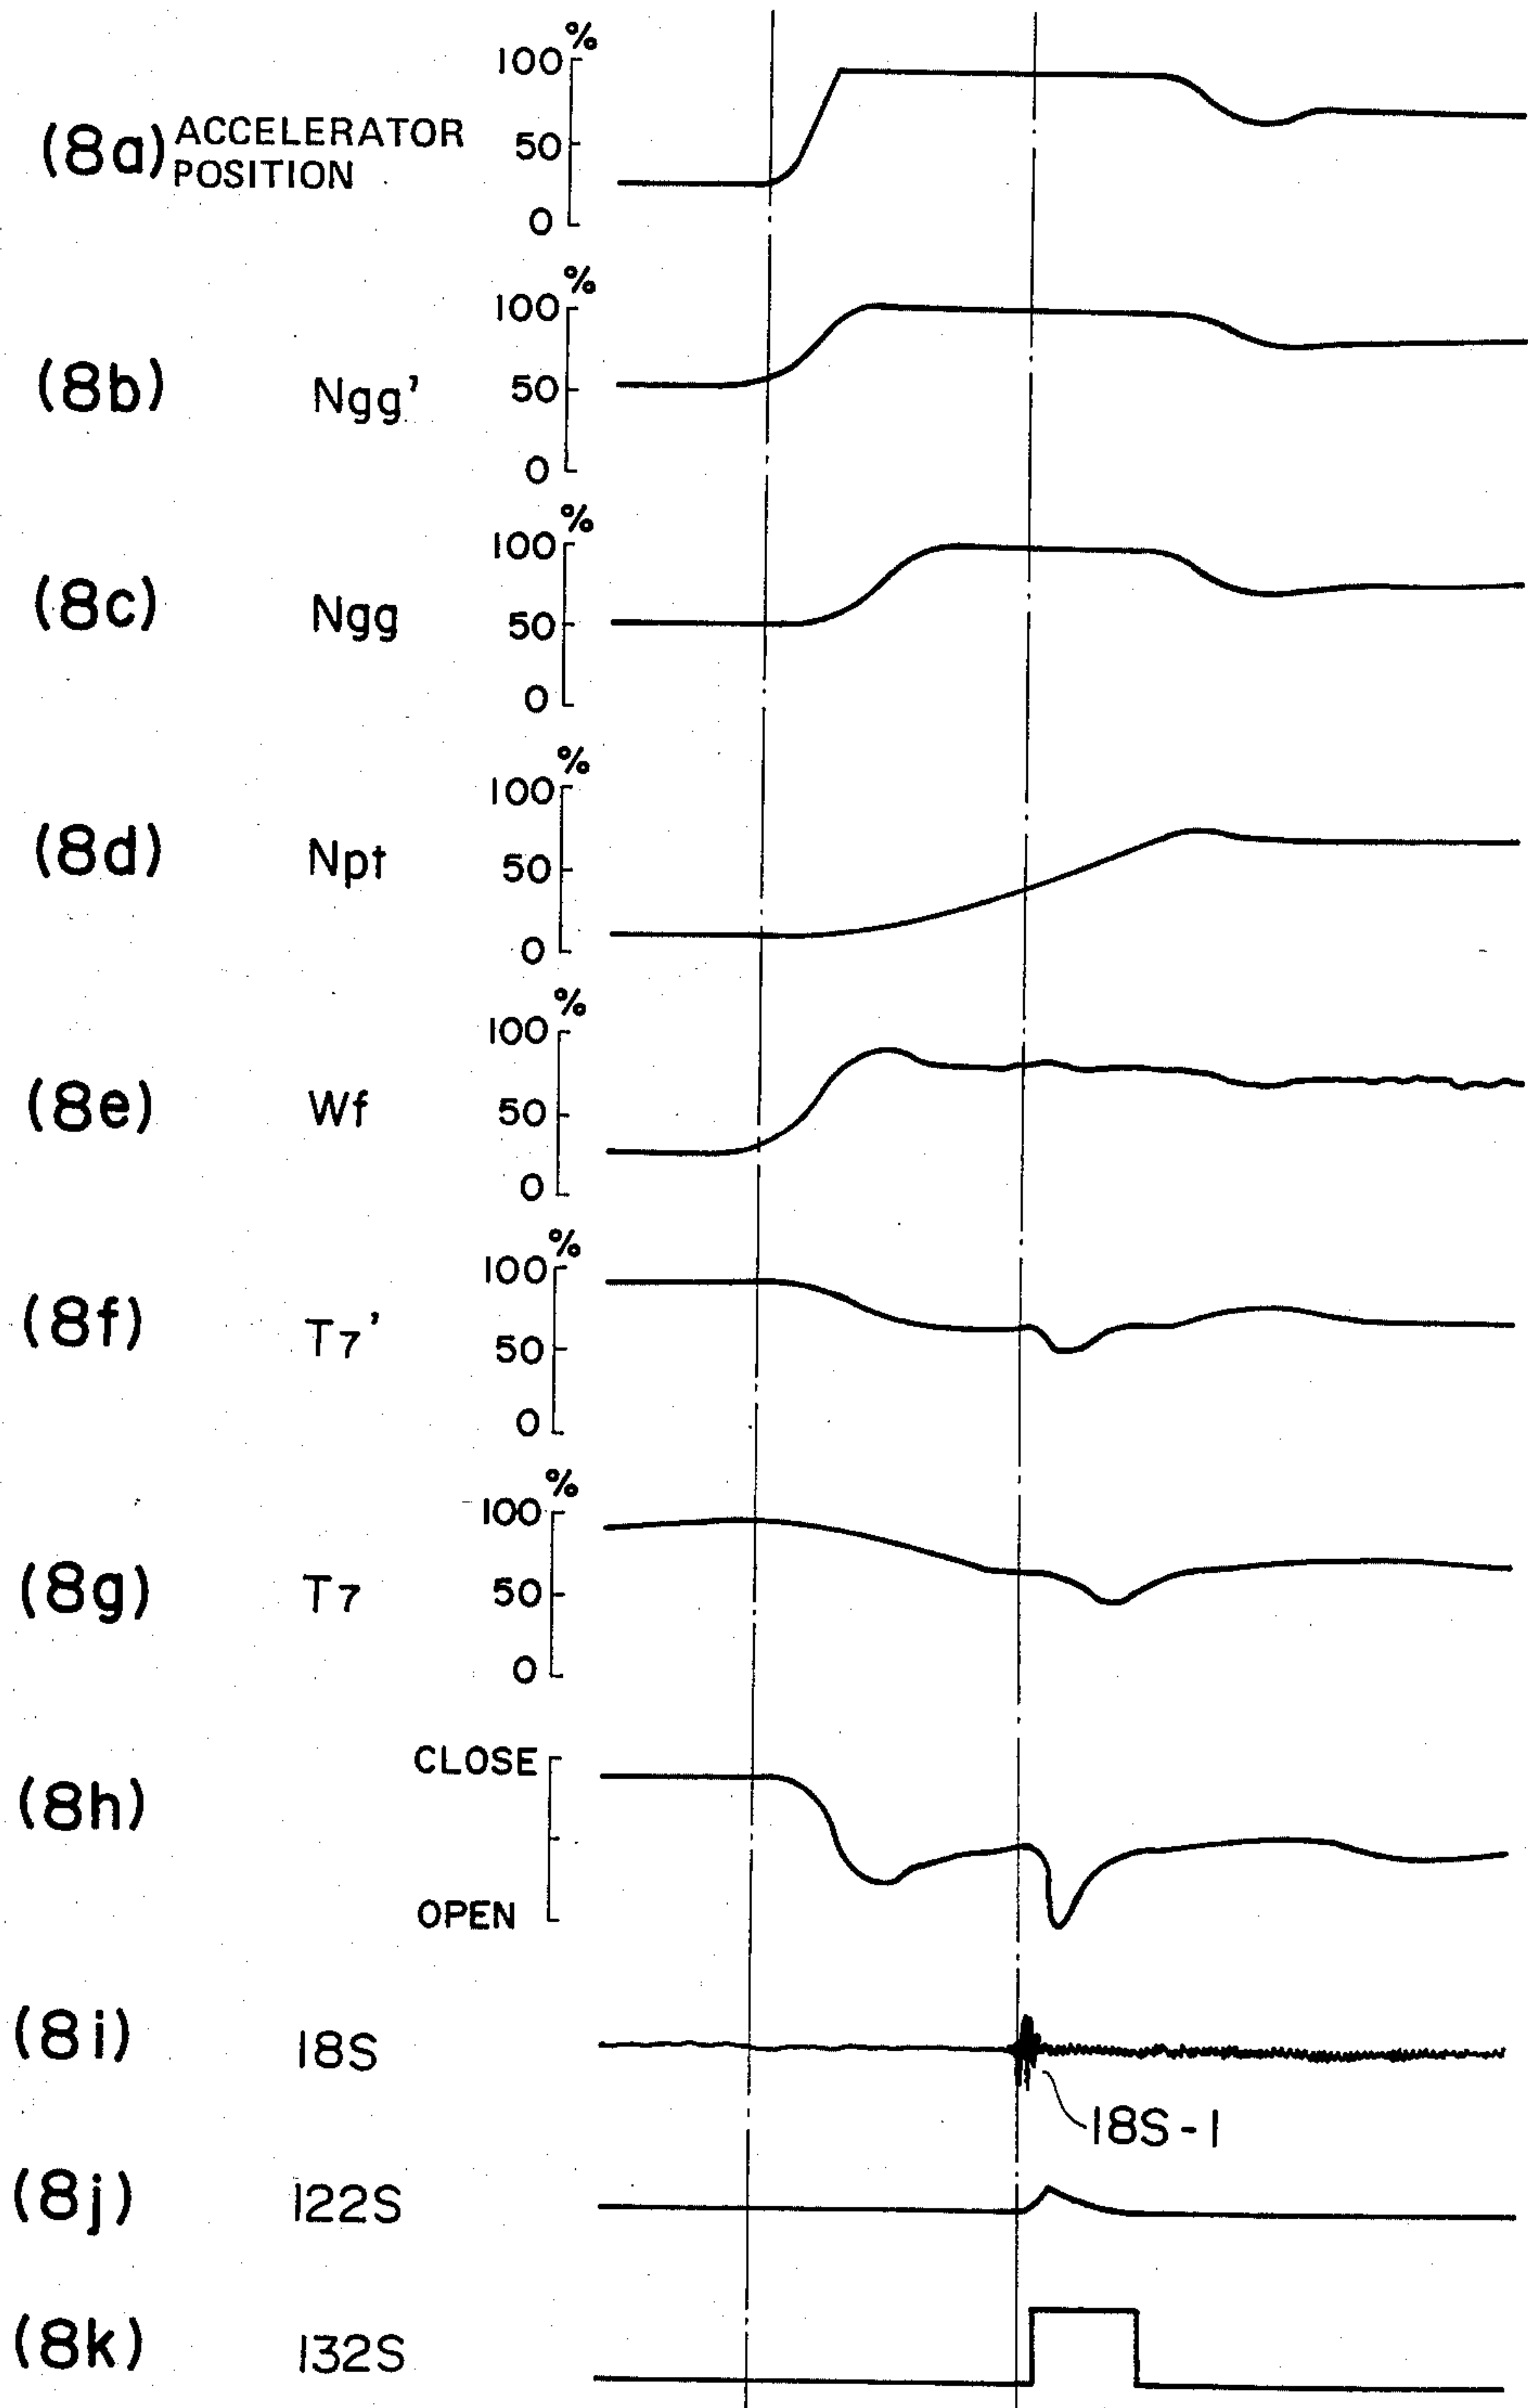 %
100
(8a) ACCELERATOR
POSITION
50
0
%
100
(8b) Ngg'
50
0
%
100
(8c) Ngg
50
0
%
100
(8d) Npt
50
0
%
100
(8e) Wf
50
0
%
100
(8f) T7'
50
0
%
100
(8g) T7
50
0
CLOSE
(8h)
OPEN
(8i) 18S
18S-1
(8j) 122S
(8k) 132S